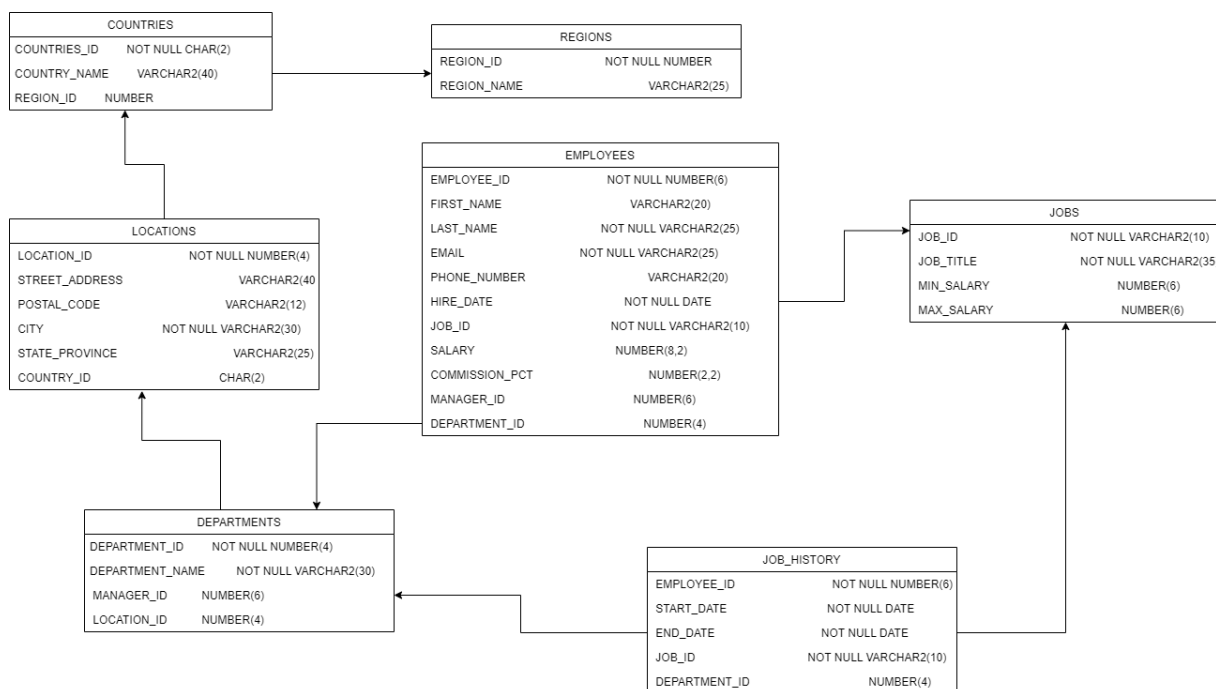 COUNTRIES
COUNTRIES_ID NOT NULL CHAR(2)
COUNTRY_NAME VARCHAR2(40)
REGION_ID NUMBER
REGIONS
REGION_ID NOT NULL NUMBER
REGION_NAME VARCHAR2(25)
EMPLOYEES
EMPLOYEE_ID NOT NULL NUMBER(6)
FIRST_NAME VARCHAR2(20)
LAST_NAME NOT NULL VARCHAR2(25)
EMAIL NOT NULL VARCHAR2(25)
PHONE_NUMBER VARCHAR2(20)
HIRE_DATE NOT NULL DATE
JOB_ID NOT NULL VARCHAR2(10)
SALARY NUMBER(8,2)
COMMISSION_PCT NUMBER(2,2)
MANAGER_ID NUMBER(6)
DEPARTMENT_ID NUMBER(4)
JOBS
JOB_ID NOT NULL VARCHAR2(10)
JOB_TITLE NOT NULL VARCHAR2(35
MIN_SALARY NUMBER(6)
MAX_SALARY NUMBER(6)
LOCATIONS
LOCATION_ID NOT NULL NUMBER(4)
STREET_ADDRESS VARCHAR2(40
POSTAL_CODE VARCHAR2(12)
CITY NOT NULL VARCHAR2(30)
STATE_PROVINCE VARCHAR2(25)
COUNTRY_ID CHAR(2)
DEPARTMENTS
DEPARTMENT_ID NOT NULL NUMBER(4)
DEPARTMENT_NAME NOT NULL VARCHAR2(30)
MANAGER_ID NUMBER(6)
LOCATION_ID NUMBER(4)
JOB_HISTORY
EMPLOYEE_ID NOT NULL NUMBER(6)
START_DATE NOT NULL DATE
END_DATE NOT NULL DATE
JOB_ID NOT NULL VARCHAR2(10)
DEPARTMENT_ID NUMBER(4)